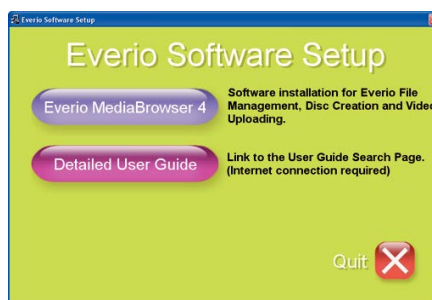 Everio Software Setup
Everio Software Setup
Everio MediaBrowser 4
Software installation for Everio File
Management, Disc Creation and Video
Uploading.
Detailed User Guide
Link to the User Guide Search Page.
(Internet connection required)
Quit